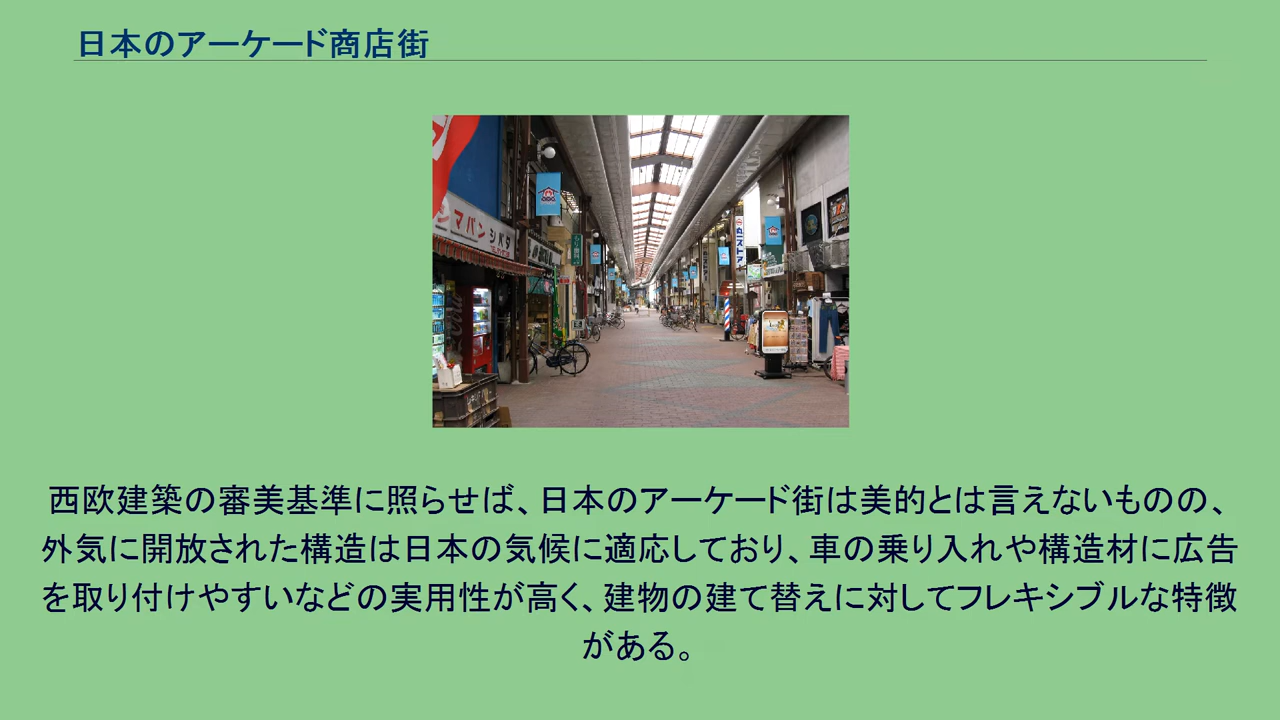 日本のアーケード商店街
マパン シバタ
西欧建築の審美基準に照らせば、日本のアーケード街は美的とは言えないものの、
外気に開放された構造は日本の気候に適応しており、車の乗り入れや構造材に広告
を取り付けやすいなどの実用性が高く、建物の建て替えに対してフレキシブルな特徴
がある。